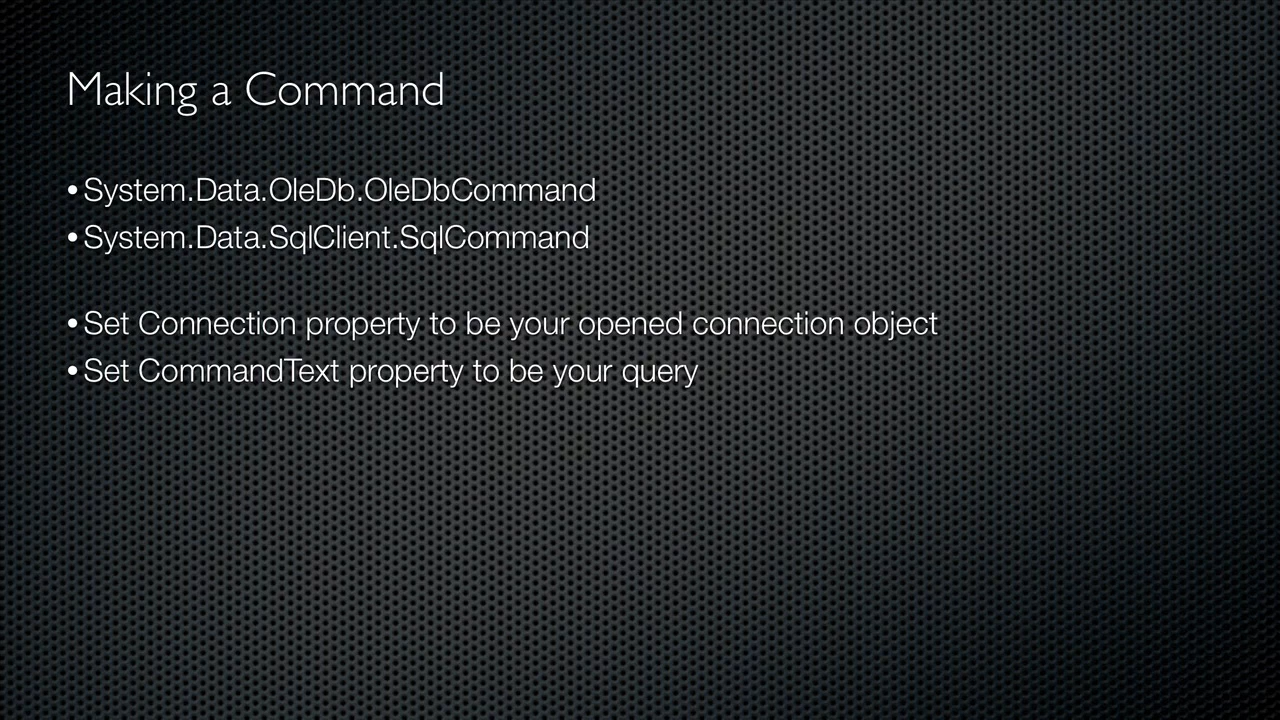 Making a Command
• System.Data.OleDb.OleDbCommand
• System.Data.SqlClient.SqlCommand
• Set Connection property to be your opened connection object
• Set CommandText property to be your query